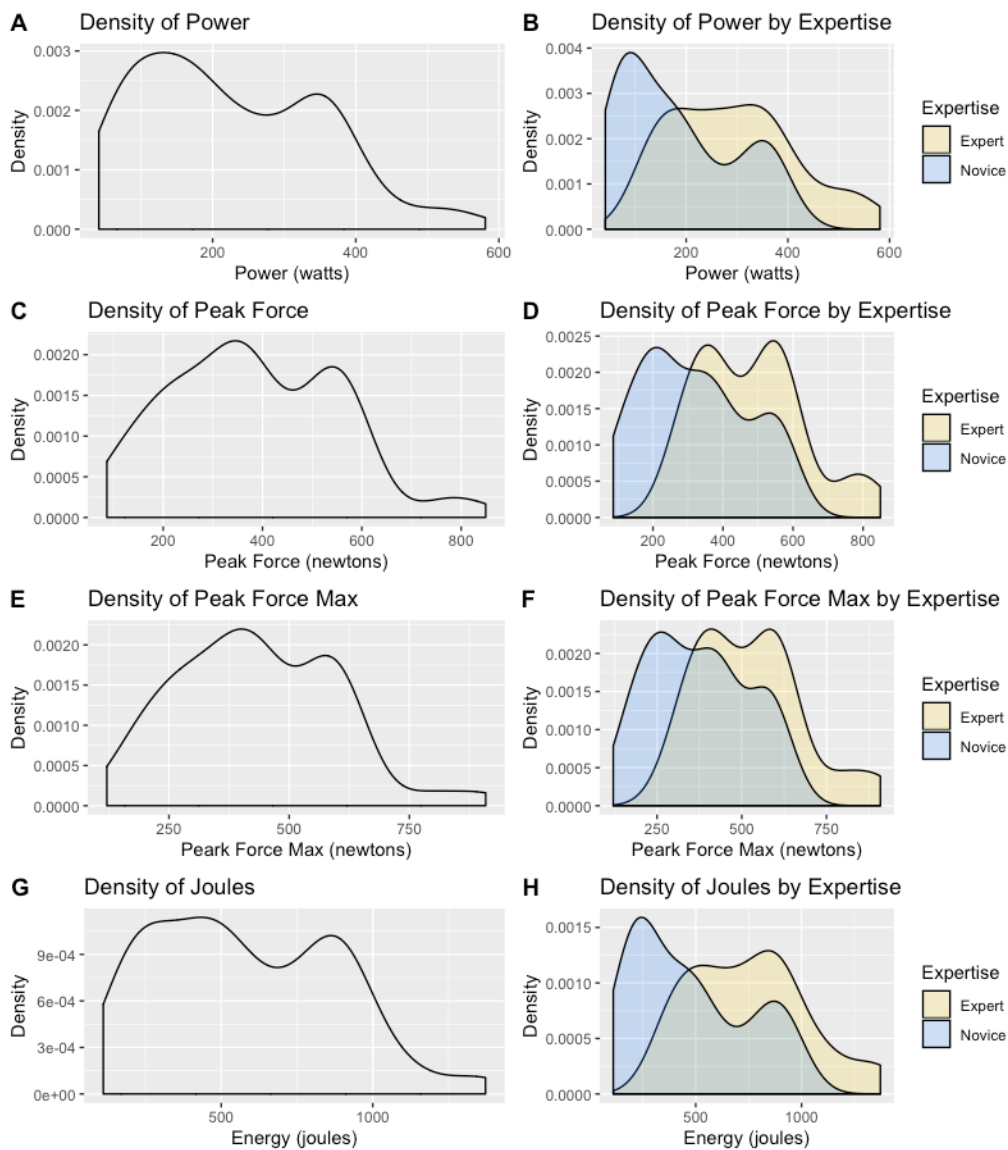 A Density of Power
0.003
0.002
0.001
0.000
Density
200 400 600
Power (watts)
B Density of Power by Expertise
0.004
0.003
0.002
0.001
0.000
Density
200 400 600
Power (watts)
Expertise
Expert
Novice
C Density of Peak Force
0.0020
0.0015
0.0010
0.0005
0.0000
Density
200 400 600 800
Peak Force (newtons)
D Density of Peak Force by Expertise
0.0025
0.0020
0.0015
0.0010
0.0005
0.0000
Density
200 400 600 800
Peak Force (newtons)
Expertise
Expert
Novice
E Density of Peak Force Max
0.0020
0.0015
0.0010
0.0005
0.0000
Density
250 500 750
Peark Force Max (newtons)
F Density of Peak Force Max by Expertise
0.0020
0.0015
0.0010
0.0005
0.0000
Density
250 500 750
Peark Force Max (newtons)
Expertise
Expert
Novice
G Density of Joules
9e-04
6e-04
3e-04
0e+00
Density
500 1000
Energy (joules)
H Density of Joules by Expertise
0.0015
0.0010
0.0005
0.0000
Density
500 1000
Energy (joules)
Expertise
Expert
Novice